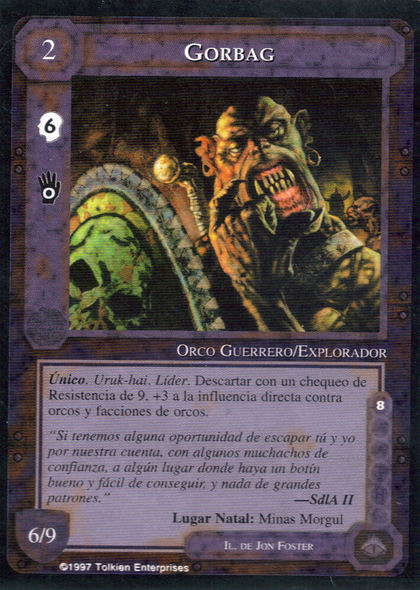 2
GORBAG
6
0
ORCO GUERRERO/EXPLORADOR
Único. Uruk-hai. Líder. Descartar con un chequeo de
Resistencia de 9, +3 a la influencia directa contra
orcos y facciones de orcos.
8
"Si tenemos alguna oportunidad de escapar tú y yo
por nuestra cuenta, con algunos muchachos de
confianza, a algún lugar donde haya un botín
bueno y fácil de conseguir, y nada de grandes
patrones." —SdlA II
Lugar Natal: Minas Morgul
6/9
IL. DE JON FOSTER
©1997 Tolkien Enterprises